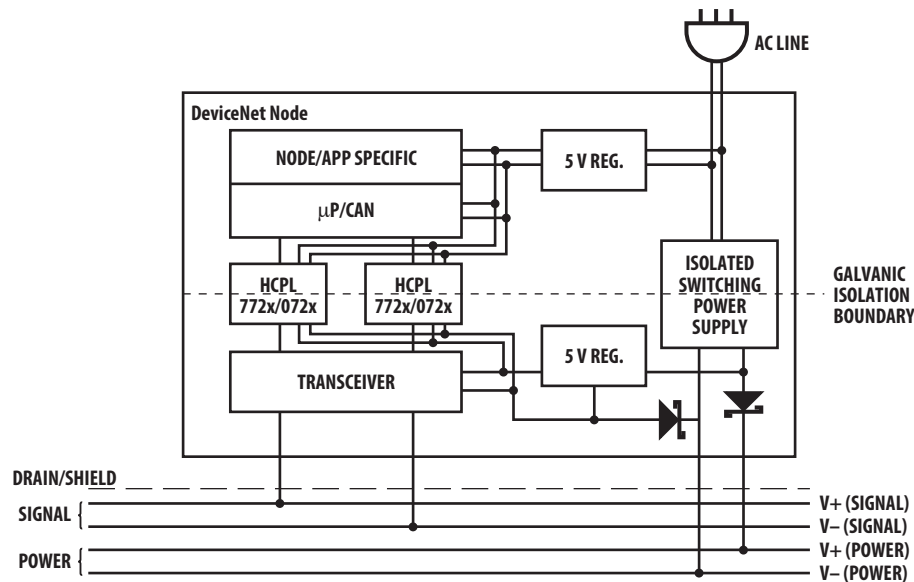 AC LINE
DeviceNet Node
NODE/APP SPECIFIC
5 V REG.
μP/CAN
HCPL
772x/072x
HCPL
772x/072x
ISOLATED
SWITCHING
POWER
SUPPLY
GALVANIC
ISOLATION
BOUNDARY
5 V REG.
TRANSCEIVER
DRAIN/SHIELD
SIGNAL
V+ (SIGNAL)
V– (SIGNAL)
POWER
V+ (POWER)
V– (POWER)